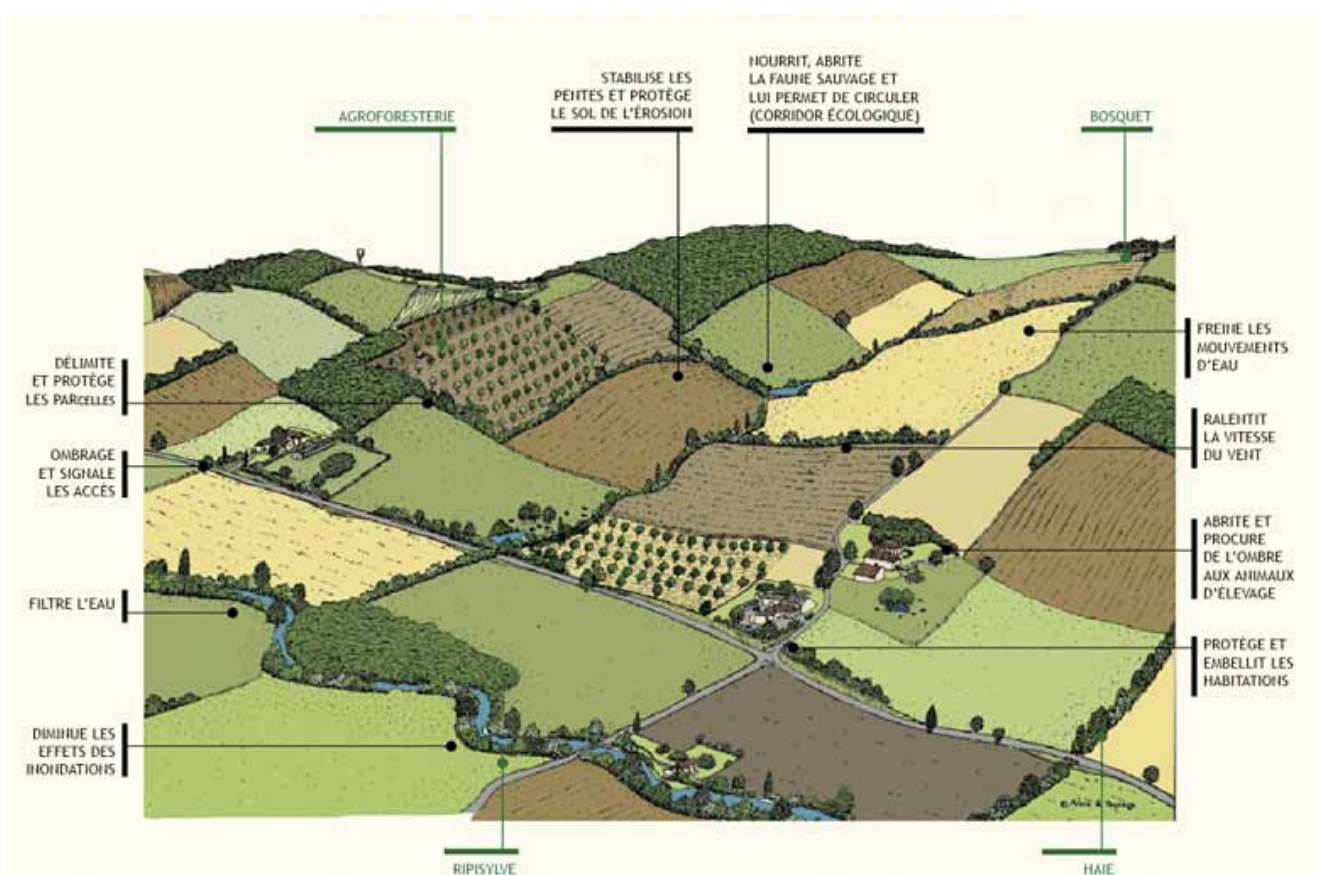 STABILISE LES
PENTES ET PROTÈGE
LE SOL DE L'ÉROSION
NOURRIT, ABRITE
LA FAUNE SAUVAGE ET
LUI PERMET DE CIRCULER
(CORRIDOR ÉCOLOGIQUE)
AGROFORESTERIE
BOSQUET
DÉLIMITE
ET PROTÈGE
LES PARCELLES
FREINE LES
MOUVEMENTS
D'EAU
OMBRAGE
ET SIGNALE
LES ACCÈS
RALENTIT
LA VITESSE
DU VENT
ABRITE ET
PROCURE
DE L'OMBRE
AUX ANIMAUX
D'ÉLEVAGE
FILTRE L'EAU
PROTÈGE ET
EMBELLIT LES
HABITATIONS
DIMINUE LES
EFFETS DES
INONDATIONS
RIPISYLVE
HAIE